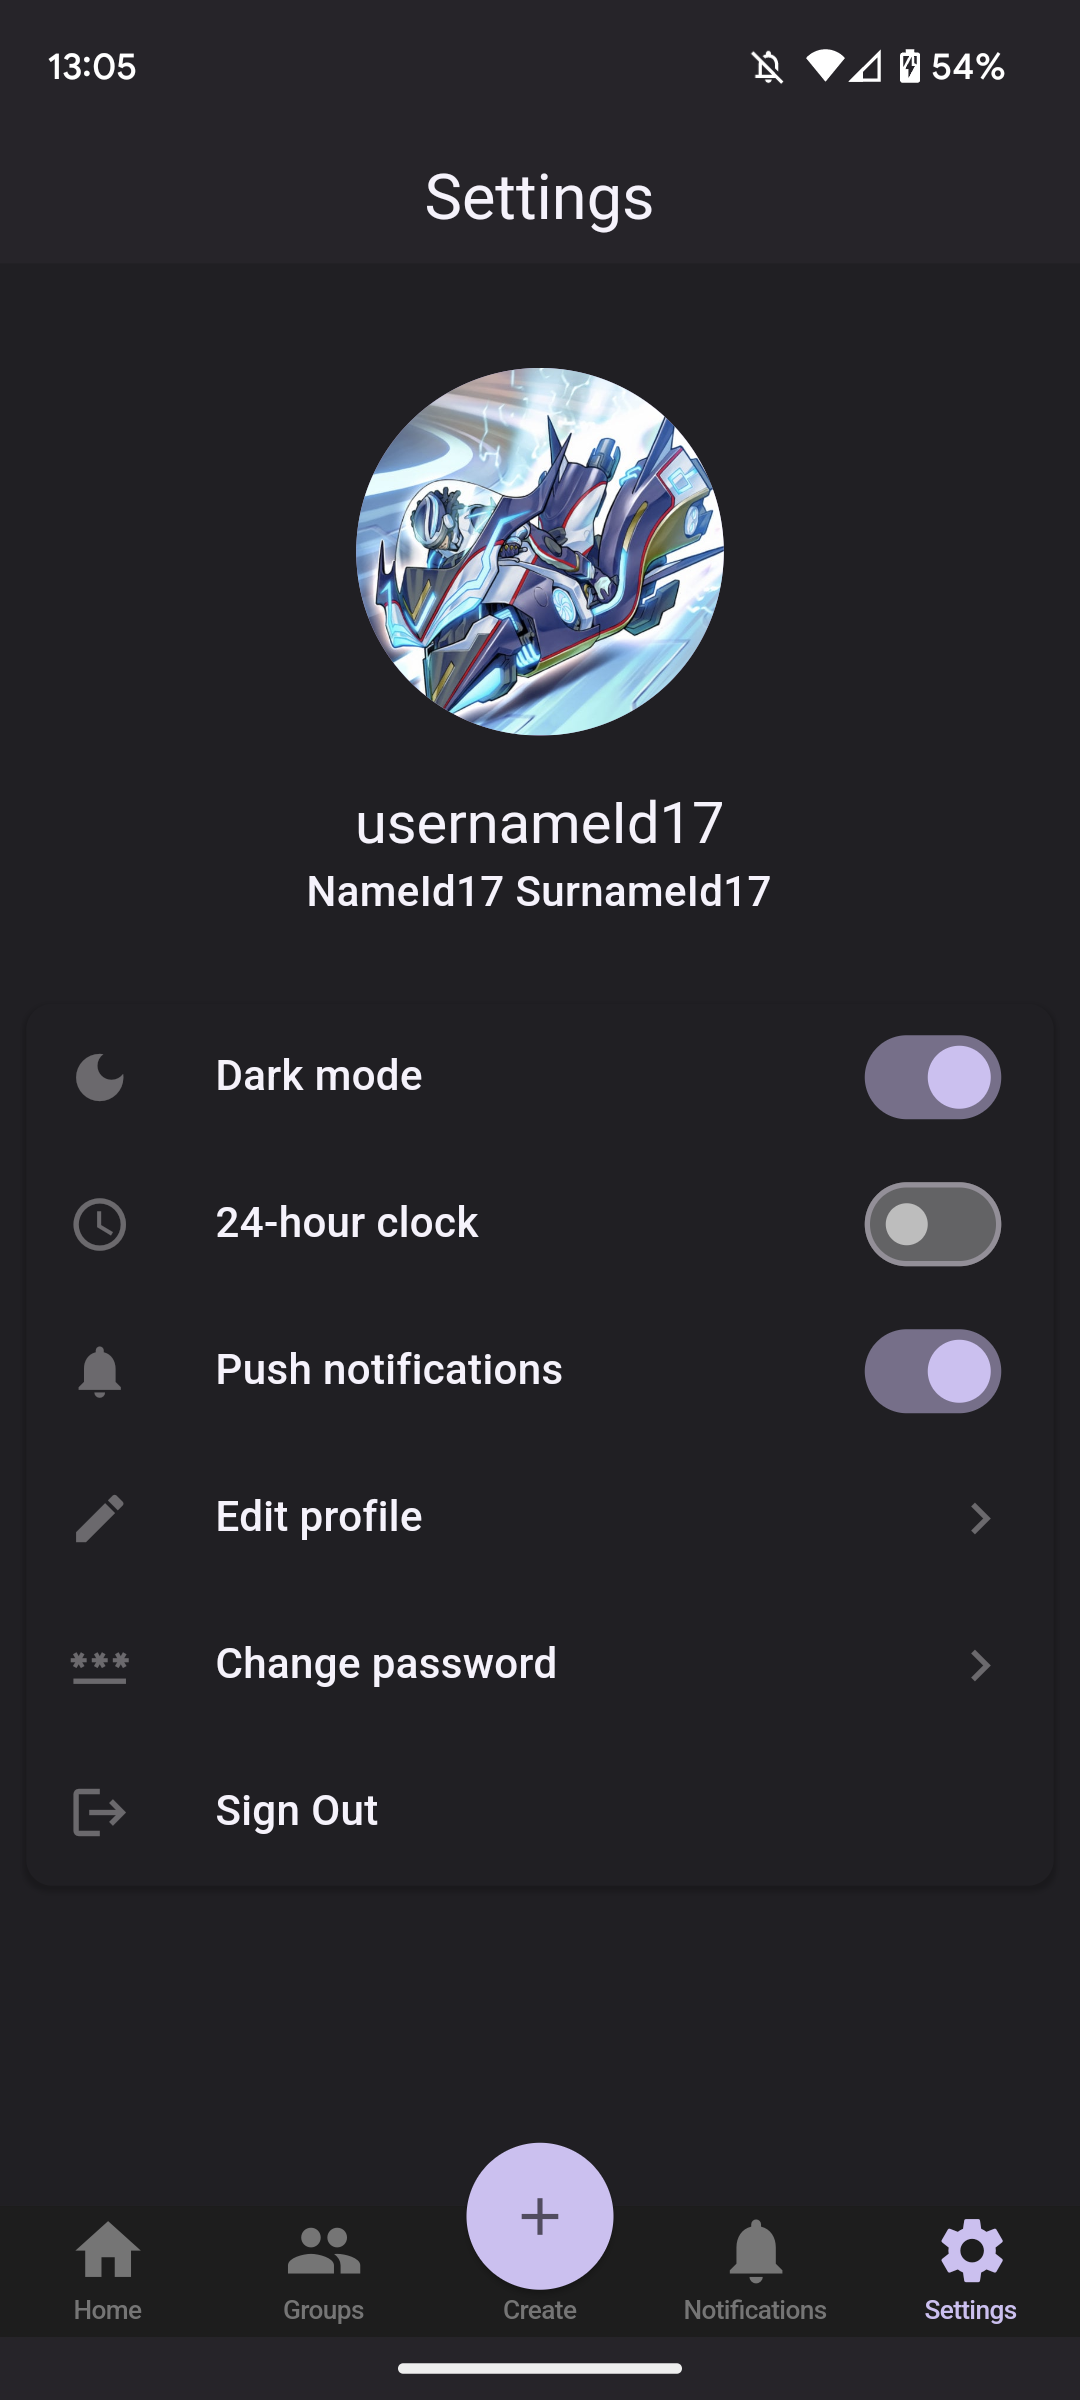 13:05 54%
Settings
usernameId17
NameId17 SurnameId17
Dark mode
24-hour clock
Push notifications
Edit profile
Change password
Sign Out
Home Groups Create Notifications Settings